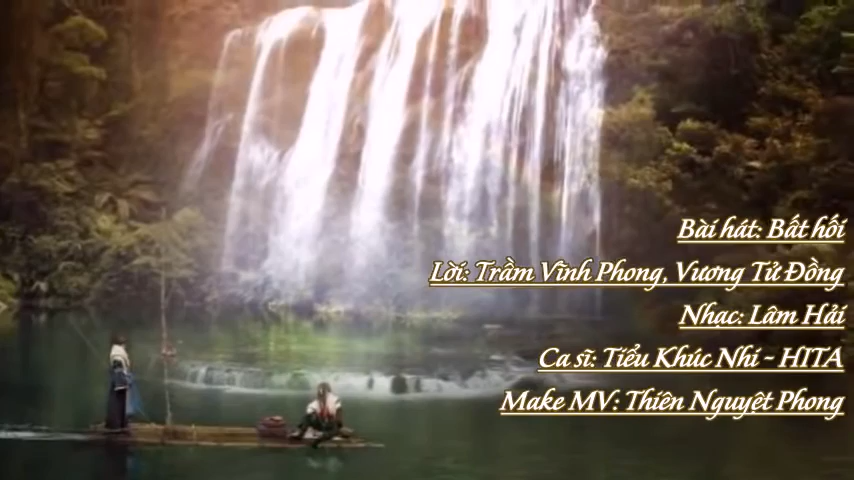 Bài hát: Bất hối
Lời: Trầm Vĩnh Phong, Vương Tử Đồng
Nhạc: Lâm Hải
Ca sĩ: Tiểu Khúc Nhi - HITA
Make MV: Thiên Nguyệt Phong